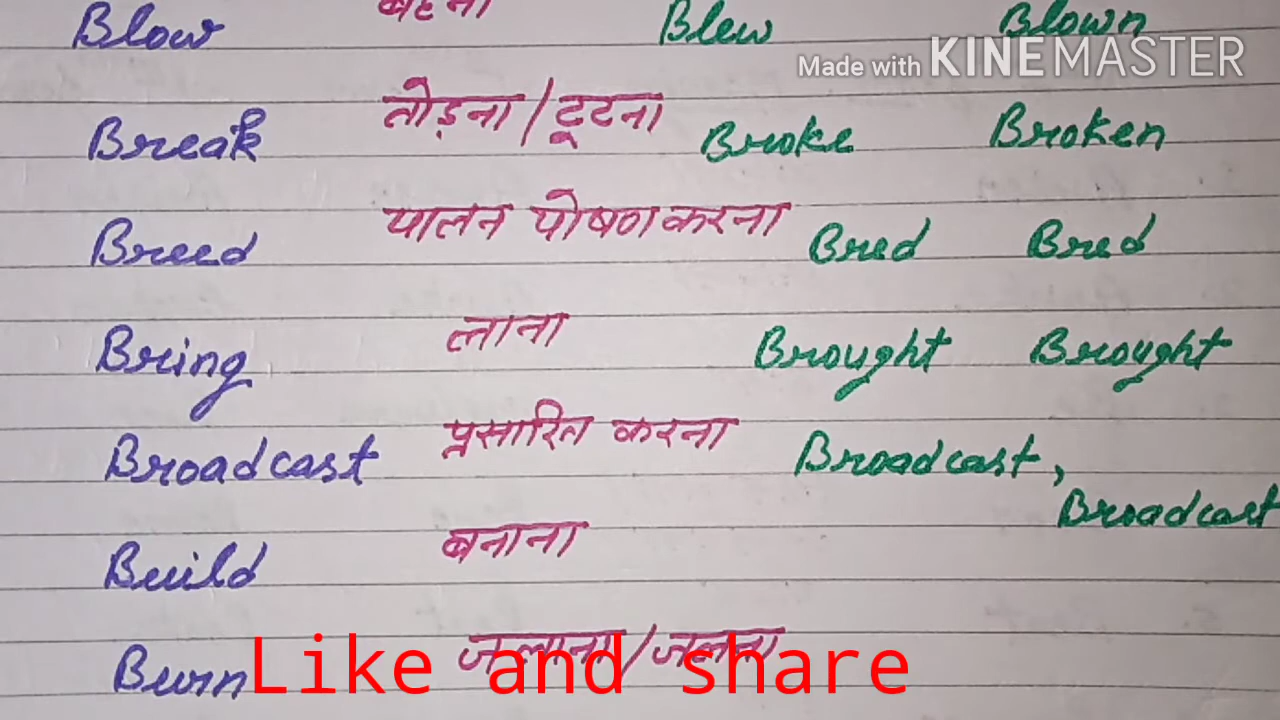 Blow बहना Blew Blown
Made with KINEMASTER
Break तोड़ना / टूटना Broke Broken
Breed पालन पोषण करना Bred Bred
Bring लाना Brought Brought
Broadcast प्रसारित करना Broadcast,
Broadcast
Build बनाना
Burn जलाना / जलना
Like and share